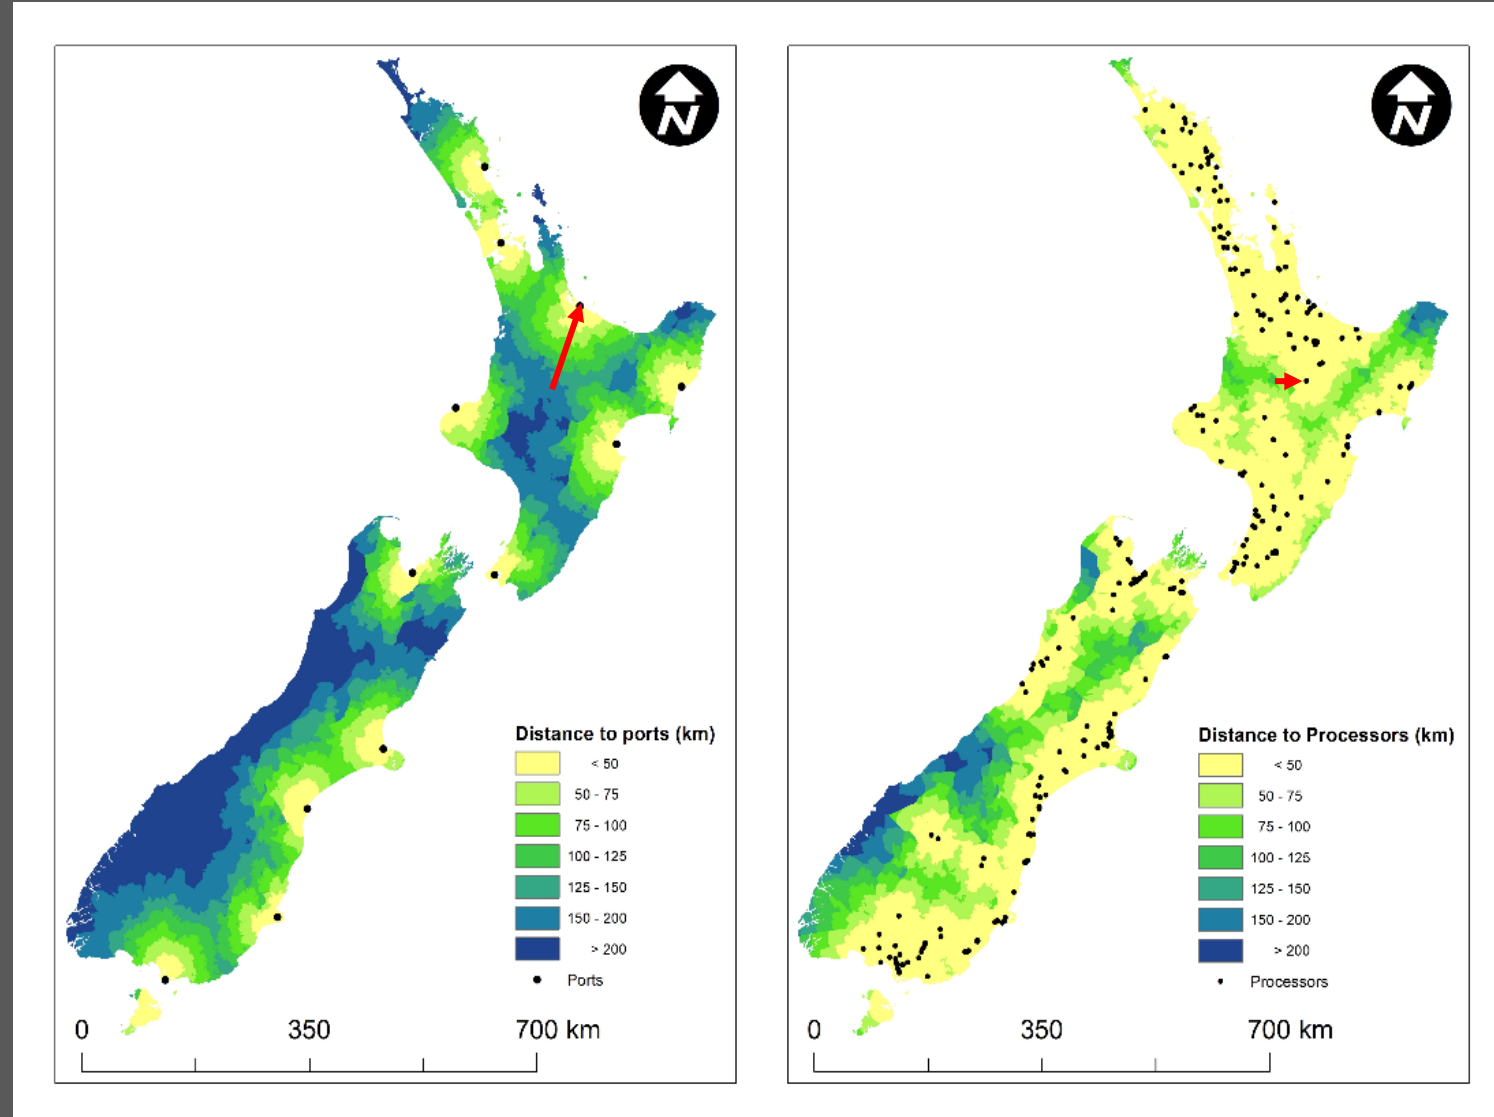 N
Distance to ports (km)
< 50
50 - 75
75 - 100
100 - 125
125 - 150
150 - 200
> 200
Ports
0 350 700 km
N
Distance to Processors (km)
< 50
50 - 75
75 - 100
100 - 125
125 - 150
150 - 200
> 200
Processors
0 350 700 km